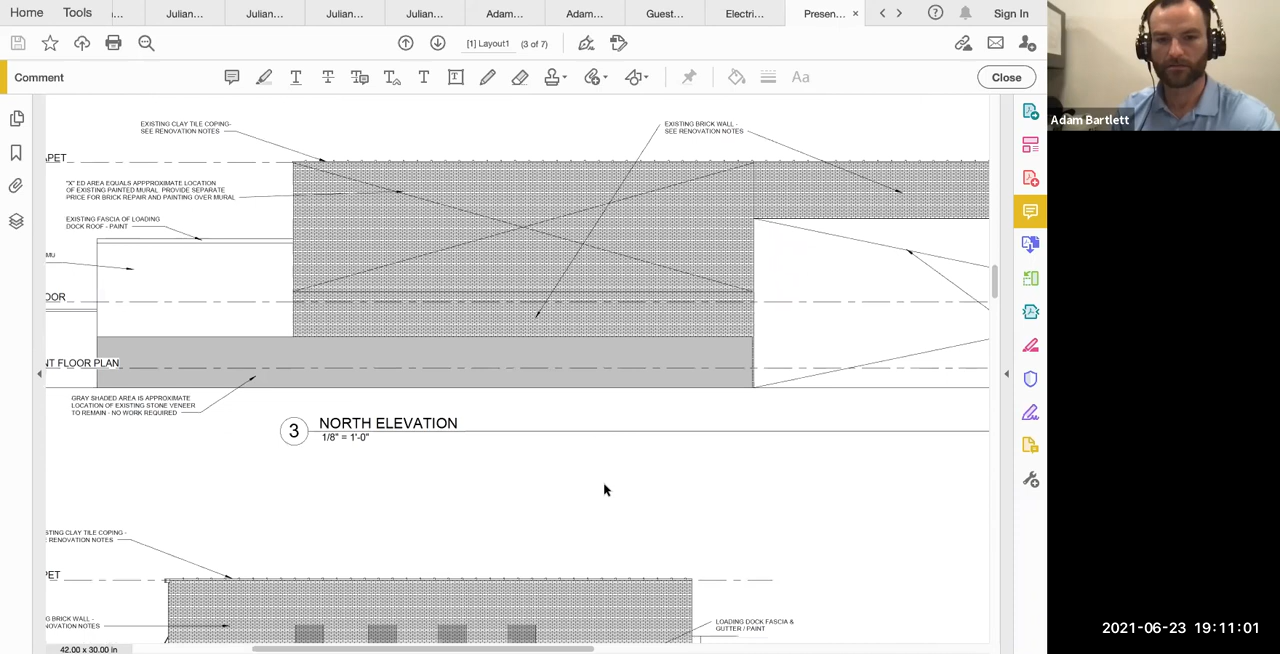 Home Tools ... Julian... Julian... Julian... Julian... Adam... Adam... Guest... Electri... Presen... × ? Sign In
[1] Layout1 (3 of 7)
Comment
T T T T Aa
Close
Adam Bartlett
EXISTING CLAY TILE COPING-
SEE RENOVATION NOTES
EXISTING BRICK WALL -
SEE RENOVATION NOTES
APET
"X" ED AREA EQUALS APPPROXIMATE LOCATION
OF EXISTING PAINTED MURAL PROVIDE SEPARATE
PRICE FOR BRICK REPAIR AND PAINTING OVER MURAL
EXISTING FASCIA OF LOADING
DOCK ROOF - PAINT
MU
OOR
NT FLOOR PLAN
GRAY SHADED AREA IS APPROXIMATE
LOCATION OF EXISTING STONE VENEER
TO REMAIN - NO WORK REQUIRED
3 NORTH ELEVATION
1/8" = 1'-0"
STING CLAY TILE COPING -
RENOVATION NOTES
PET
G BRICK WALL -
NOVATION NOTES
LOADING DOCK FASCIA &
GUTTER / PAINT
42.00 x 30.00 in
2021-06-23 19:11:01